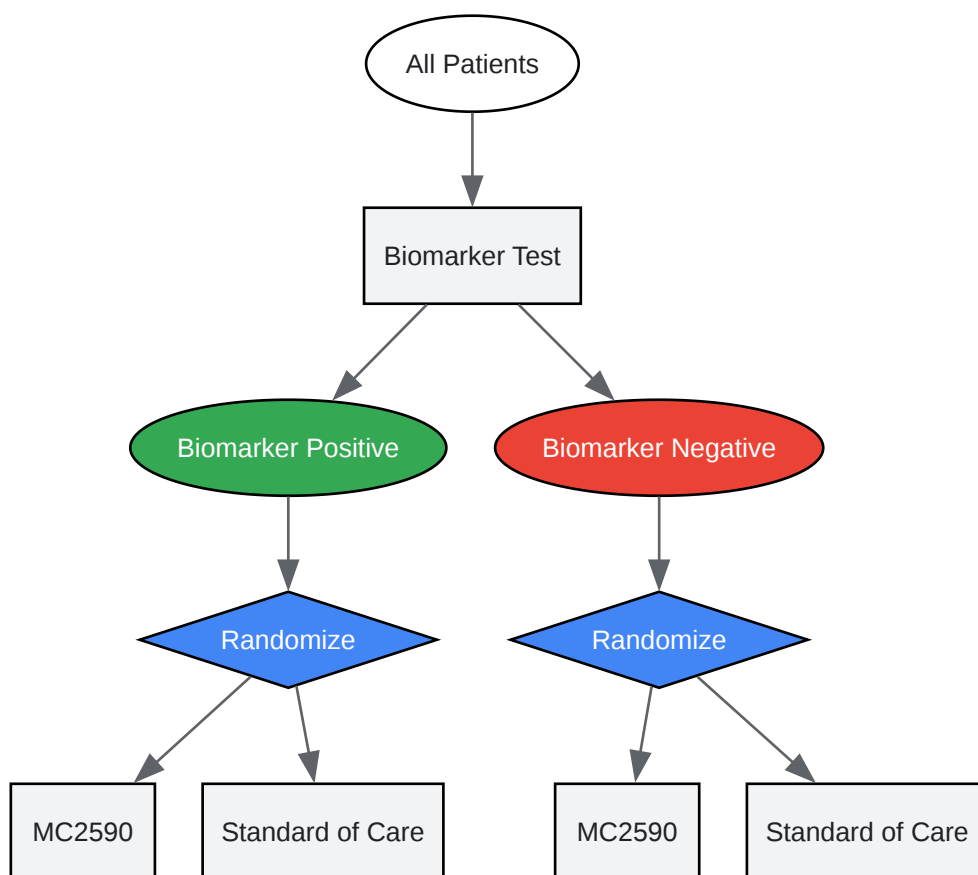 All Patients
Biomarker Test
Biomarker Positive
Biomarker Negative
Randomize
Randomize
MC2590
Standard of Care
MC2590
Standard of Care